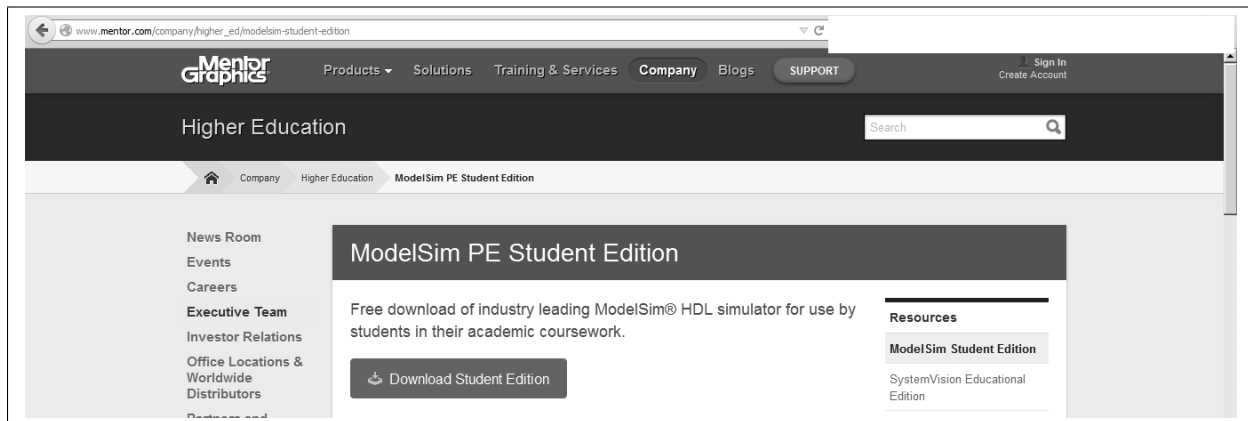 www.mentor.com/company/higher_ed/modelsim-student-edition
Mentor
Graphics
Products Solutions Training & Services Company Blogs SUPPORT
Sign In
Create Account
Higher Education
Search
Company Higher Education ModelSim PE Student Edition
News Room
Events
Careers
Executive Team
Investor Relations
Office Locations &
Worldwide
Distributors
Partners and
ModelSim PE Student Edition
Free download of industry leading ModelSim® HDL simulator for use by
students in their academic coursework.
Download Student Edition
Resources
ModelSim Student Edition
SystemVision Educational
Edition